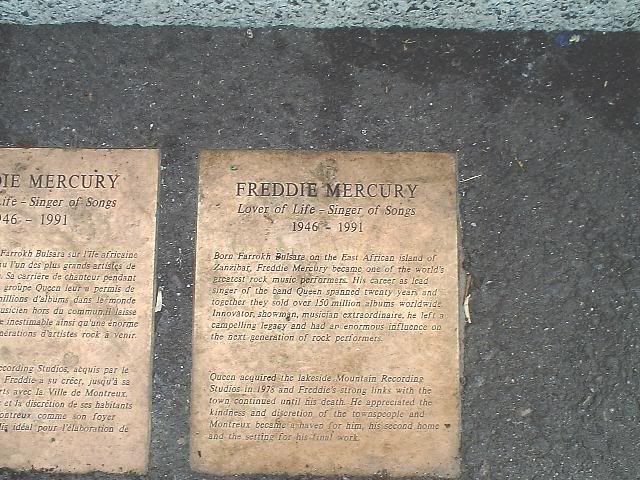 DIE MERCURY
Life - Singer of Songs
946 - 1991
Farrokh Bulsara sur l'île africaine
u l'un des plus grands artistes de
. Sa carrière de chanteur pendant
groupe Queen leur a permis de
millions d'albums dans le monde
usicien hors du commun, il laisse
e inestimable ainsi qu'une énorme
nérations d'artistes rock à venir.
cording Studios, acquis par le
Freddie a su créer, jusqu'à sa
rts avec la Ville de Montreux.
et la discrétion de ses habitants
ontreux comme son foyer
idéal pour l'élaboration de
FREDDIE MERCURY
Lover of Life - Singer of Songs
1946 - 1991
Born Farrokh Bulsara on the East African island of
Zanzibar, Freddie Mercury became one of the world's
greatest rock music performers. His career as lead
singer of the band Queen spanned twenty years and
together they sold over 150 million albums worldwide.
Innovator, showman, musician extraordinaire, he left a
compelling legacy and had an enormous influence on
the next generation of rock performers.
Queen acquired the lakeside Mountain Recording
Studios in 1978 and Freddie's strong links with the
town continued until his death. He appreciated the
kindness and discretion of the townspeople and
Montreux became a haven for him, his second home
and the setting for his final work.